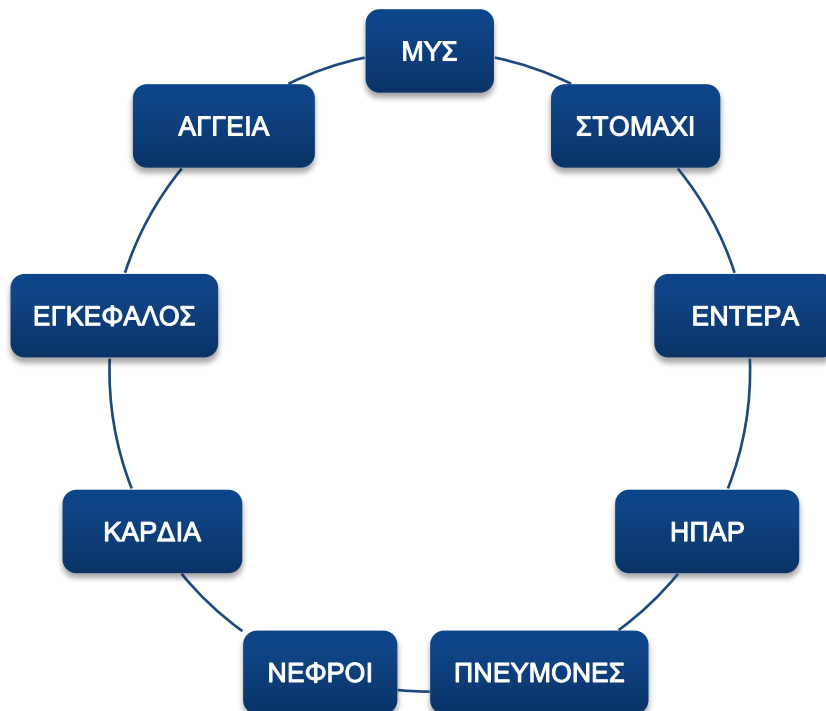 ΜΥΣ
ΣΤΟΜΑΧΙ
ΕΝΤΕΡΑ
ΗΠΑΡ
ΠΝΕΥΜΟΝΕΣ
ΝΕΦΡΟΙ
ΚΑΡΔΙΑ
ΕΓΚΕΦΑΛΟΣ
ΑΓΓΕΙΑ